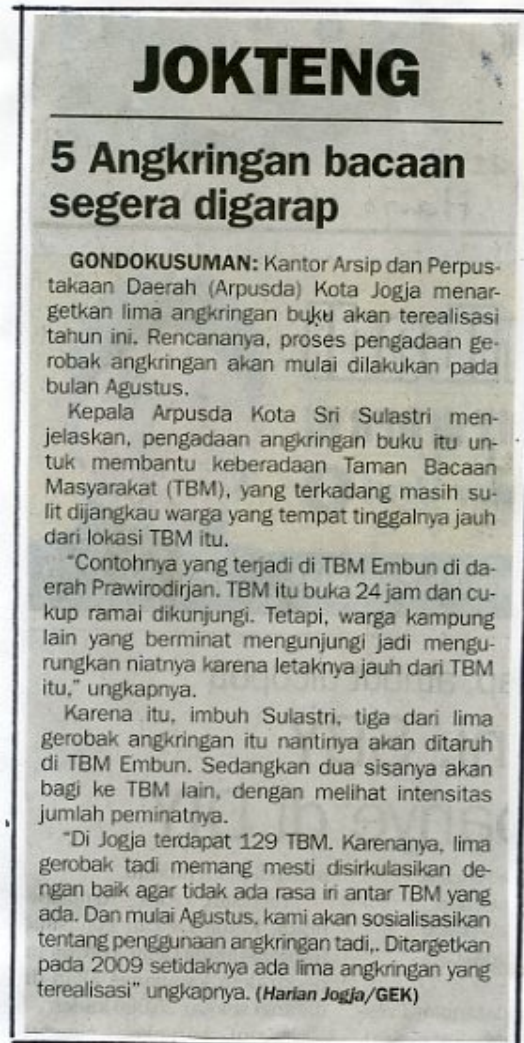 JOKTENG
5 Angkringan bacaan
segera digarap
GONDOKUSUMAN: Kantor Arsip dan Perpus-
takaan Daerah (Arpusda) Kota Jogja menar-
getkan lima angkringan buku akan terealisasi
tahun ini. Rencananya, proses pengadaan ge-
robak angkringan akan mulai dilakukan pada
bulan Agustus.
Kepala Arpusda Kota Sri Sulastri men-
jelaskan, pengadaan angkringan buku itu un-
tuk membantu keberadaan Taman Bacaan
Masyarakat (TBM), yang terkadang masih su-
lit dijangkau warga yang tempat tinggalnya jauh
dari lokasi TBM itu.
"Contohnya yang terjadi di TBM Embun di da-
erah Prawirodirjan. TBM itu buka 24 jam dan cu-
kup ramai dikunjungi. Tetapi, warga kampung
lain yang berminat mengunjungi jadi mengu-
rungkan niatnya karena letaknya jauh dari TBM
itu," ungkapnya.
Karena itu, imbuh Sulastri, tiga dari lima
gerobak angkringan itu nantinya akan ditaruh
di TBM Embun. Sedangkan dua sisanya akan
bagi ke TBM lain, dengan melihat intensitas
jumlah peminatnya.
"Di Jogja terdapat 129 TBM. Karenanya, lima
gerobak tadi memang mesti disirkulasikan de-
ngan baik agar tidak ada rasa iri antar TBM yang
ada. Dan mulai Agustus, kami akan sosialisasikan
tentang penggunaan angkringan tadi,. Ditargetkan
pada 2009 setidaknya ada lima angkringan yang
terealisasi" ungkapnya. (Harian Jogja/GEK)